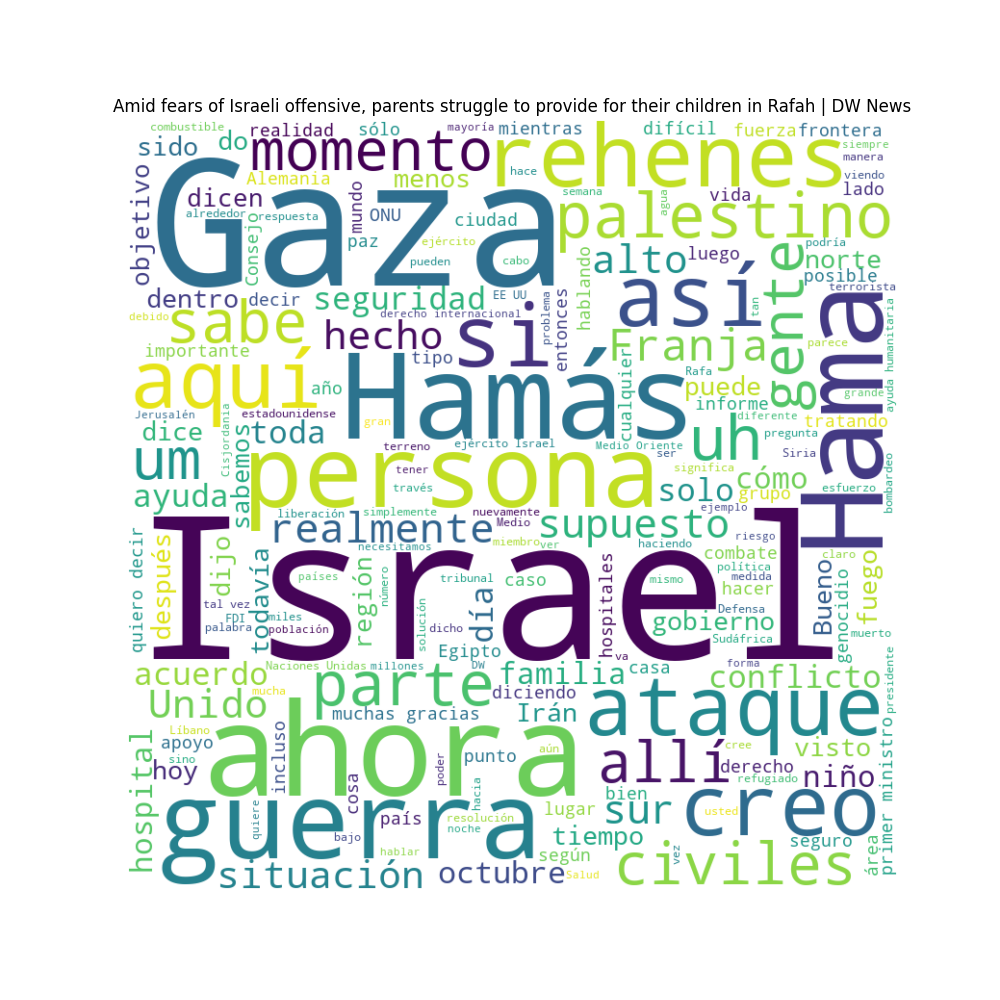 Amid fears of Israeli offensive, parents struggle to provide for their children in Rafah | DW News
combustible
realidad
sólo
mayoría
mientras
difícil
fuerza
frontera
sido
do
momento
rehenes
siempre
manera
hace
viendo
Alemania
menos
semana
vida
lado
objetivo
dicen
mundo
ONU
Gaza
alrededor
respuesta
Consejo
ciudad
agua
palestino
paz
ejército
pueden
cabo
alto
luego
podría
norte
posible
terrorista
hablando
gente
dentro
decir
seguridad
EE UU
derecho internacional
problema
entonces
así
tan
debido
sabe
hecho
si
Franja
parece
importante
tipo
Hamás
cualquier
Rafa
puede
grande
ayuda humanitaria
aquí
año
informe
Hama
Jerusalén
estadounidense
gran
diferente
tratando
dice
Cisjordania
toda
sabemos
terreno
ejército Israel
Medio Oriente
uh
pregunta
ser
Siria
um
persona
tener
significa
cómo
bombardeo
ayuda
través
solo
grupo
esfuerzo
liberación
simplemente
nuevamente
Medio
ejemplo
realmente
supuesto
riesgo
necesitamos
miembro
ver
haciendo
combate
claro
Bueno
quiero decir
después
dijo
todavía
región
países
número
tribunal
caso
hospitales
mismo
política
medida
hacer
genocidio
fuego
Israel
tal vez
FDI
miles
palabra
población
solución
dicho
día
gobierno
Defensa
Sudáfrica
muerto
Egipto
va
acuerdo
Naciones Unidas
millones
DW
familia
casa
forma
conflicto
presidente
Unido
mucha
parte
diciendo
ataque
muchas gracias
Irán
Líbano
hospital
apoyo
sino
incluso
ahora
punto
aún
cree
visto
hoy
cosa
poder
hacia
allí
derecho
refugiado
niño
primer ministro
bien
guerra
quiere
país
bajo
resolución
noche
lugar
sur
usted
creo
tiempo
seguro
hablar
según
vez
área
situación
octubre
Salud
civiles